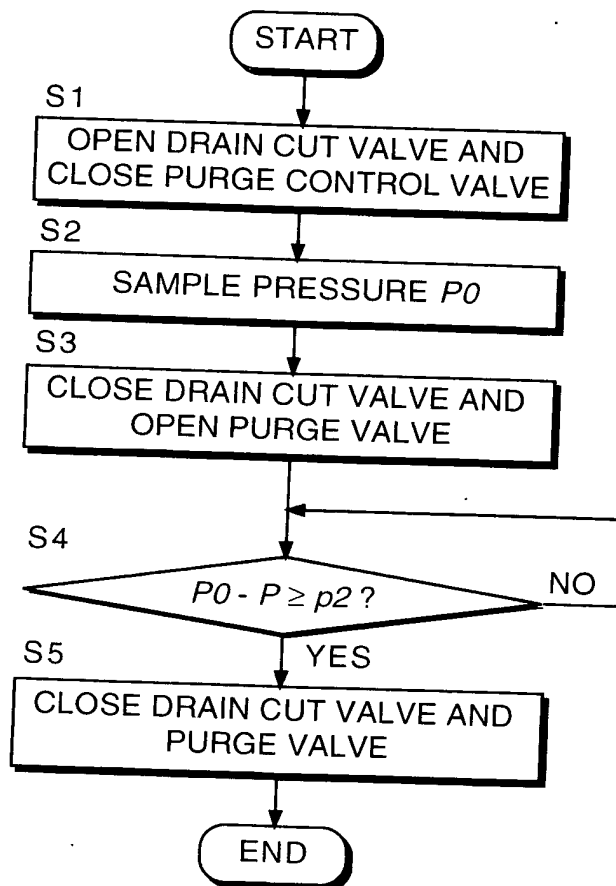 START
S1
OPEN DRAIN CUT VALVE AND
CLOSE PURGE CONTROL VALVE
S2
SAMPLE PRESSURE P0
S3
CLOSE DRAIN CUT VALVE AND
OPEN PURGE VALVE
S4
P0 - P ≥ p2 ?
NO
YES
S5
CLOSE DRAIN CUT VALVE AND
PURGE VALVE
END